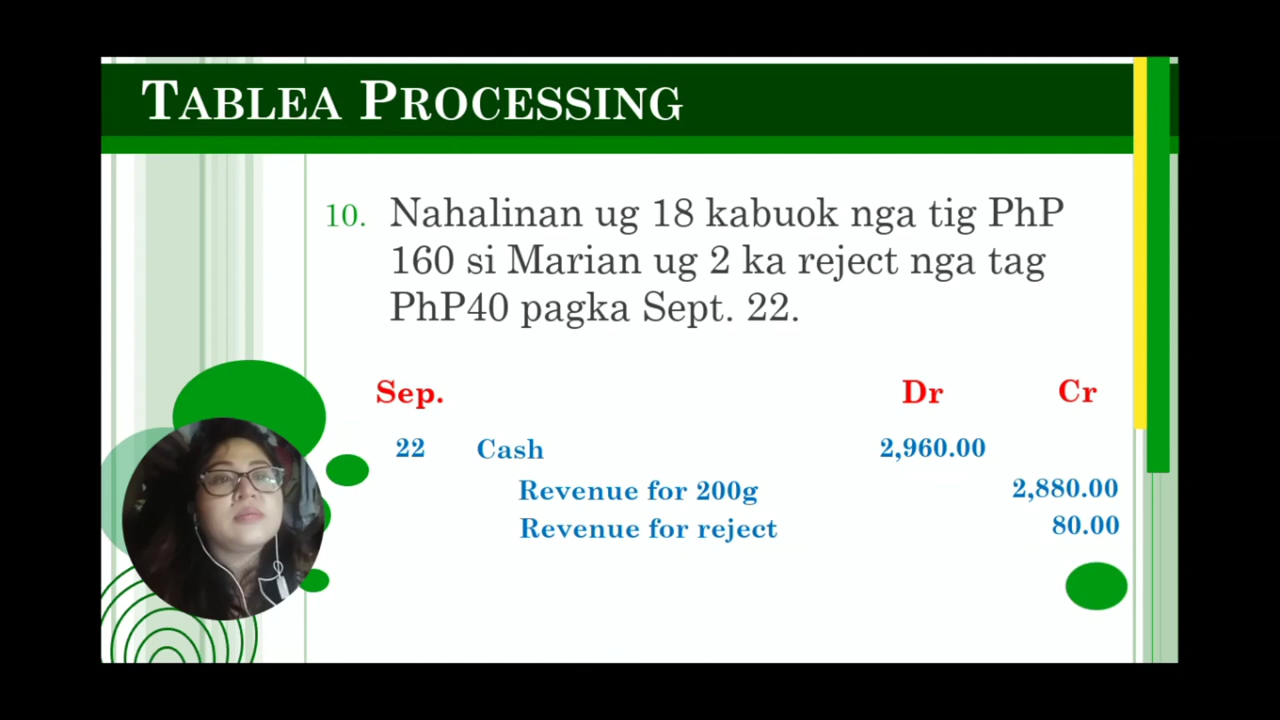 TABLEA PROCESSING
10. Nahalinan ug 18 kabuok nga tig PhP
160 si Marian ug 2 ka reject nga tag
PhP40 pagka Sept. 22.
Sep. Dr Cr
22 Cash 2,960.00
Revenue for 200g 2,880.00
Revenue for reject 80.00